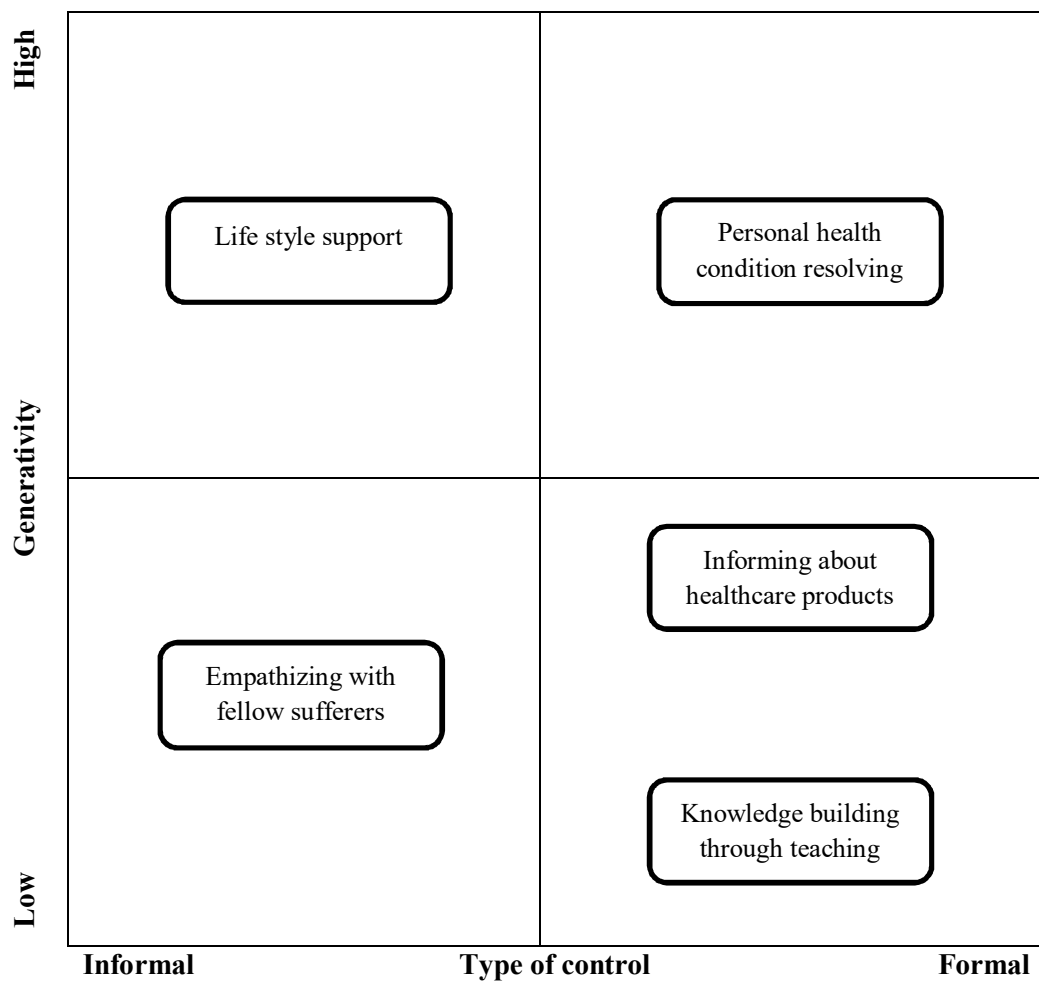 High
Life style support
Personal health
condition resolving
Generativity
Informing about
healthcare products
Empathizing with
fellow sufferers
Knowledge building
through teaching
Low
Informal
Type of control
Formal